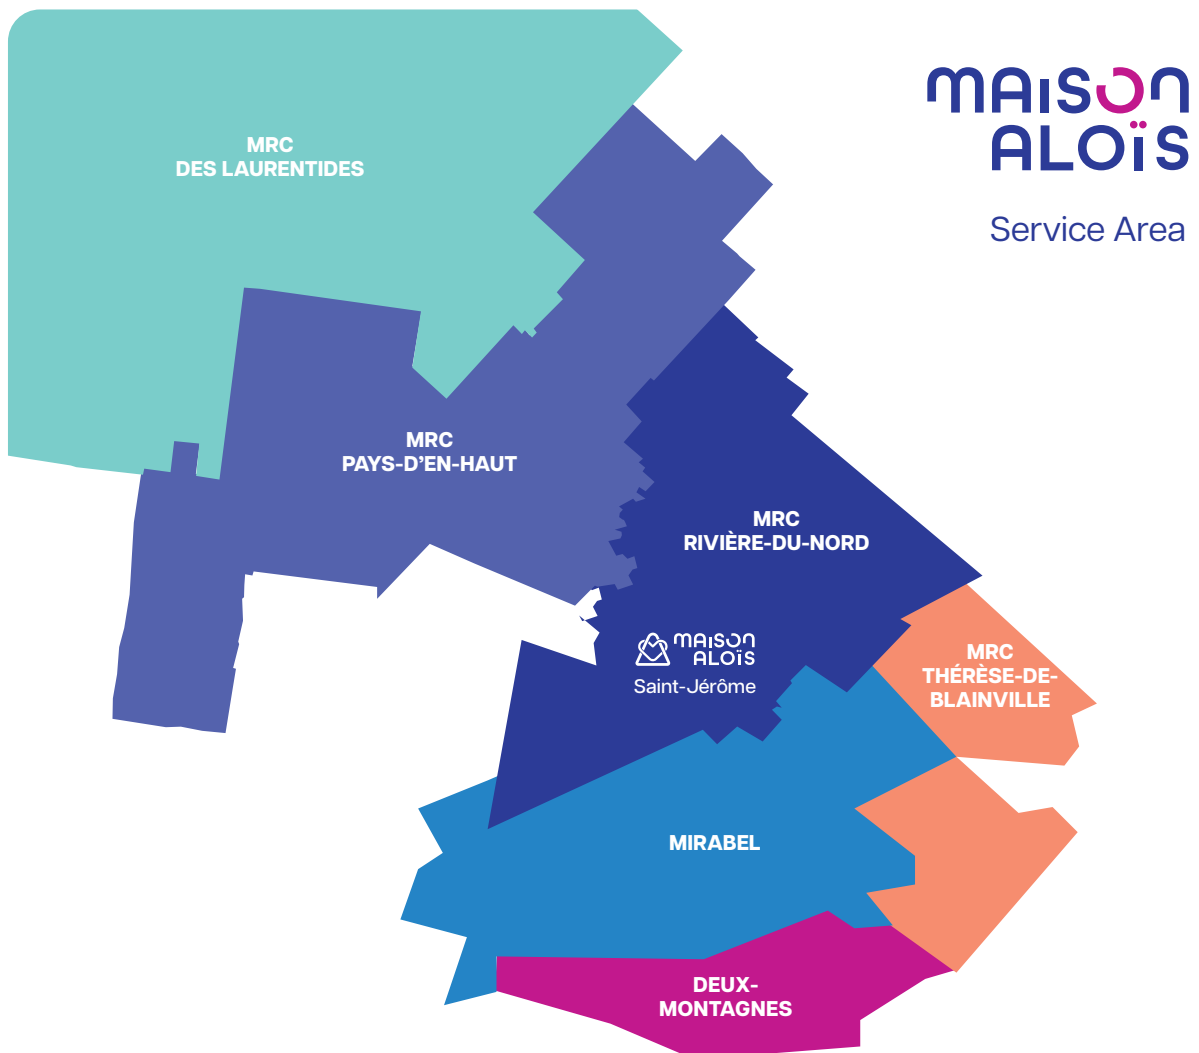 MAISON
ALOÏS
Service Area
MRC
DES LAURENTIDES
MRC
PAYS-D’EN-HAUT
MRC
RIVIÈRE-DU-NORD
MAISON
ALOÏS
Saint-Jérôme
MRC
THÉRÈSE-DE-
BLAINVILLE
MIRABEL
DEUX-
MONTAGNES